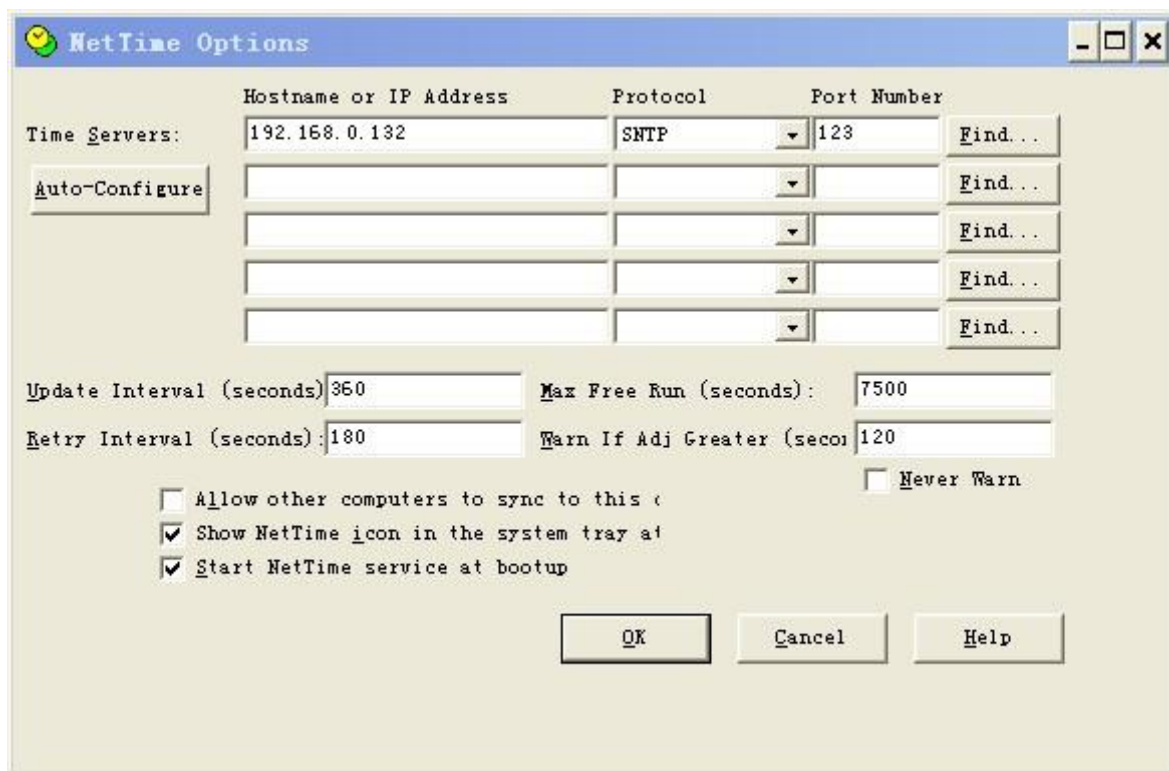 NetTime Options
Hostname or IP Address Protocol Port Number
Time Servers: 192.168.0.132 SNTP 123 Find...
Auto-Configure Find...
Find...
Find...
Find...
Update Interval (seconds) 360 Max Free Run (seconds): 7500
Retry Interval (seconds): 180 Warn If Adj Greater (secon 120
Never Warn
Allow other computers to sync to this c
Show NetTime icon in the system tray at
Start NetTime service at bootup
OK Cancel Help